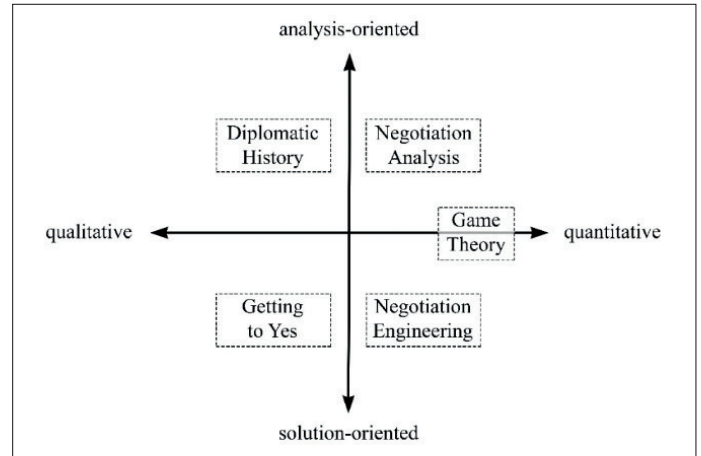 analysis-oriented
Diplomatic
History
Negotiation
Analysis
qualitative
Game
Theory
quantitative
Getting
to Yes
Negotiation
Engineering
solution-oriented